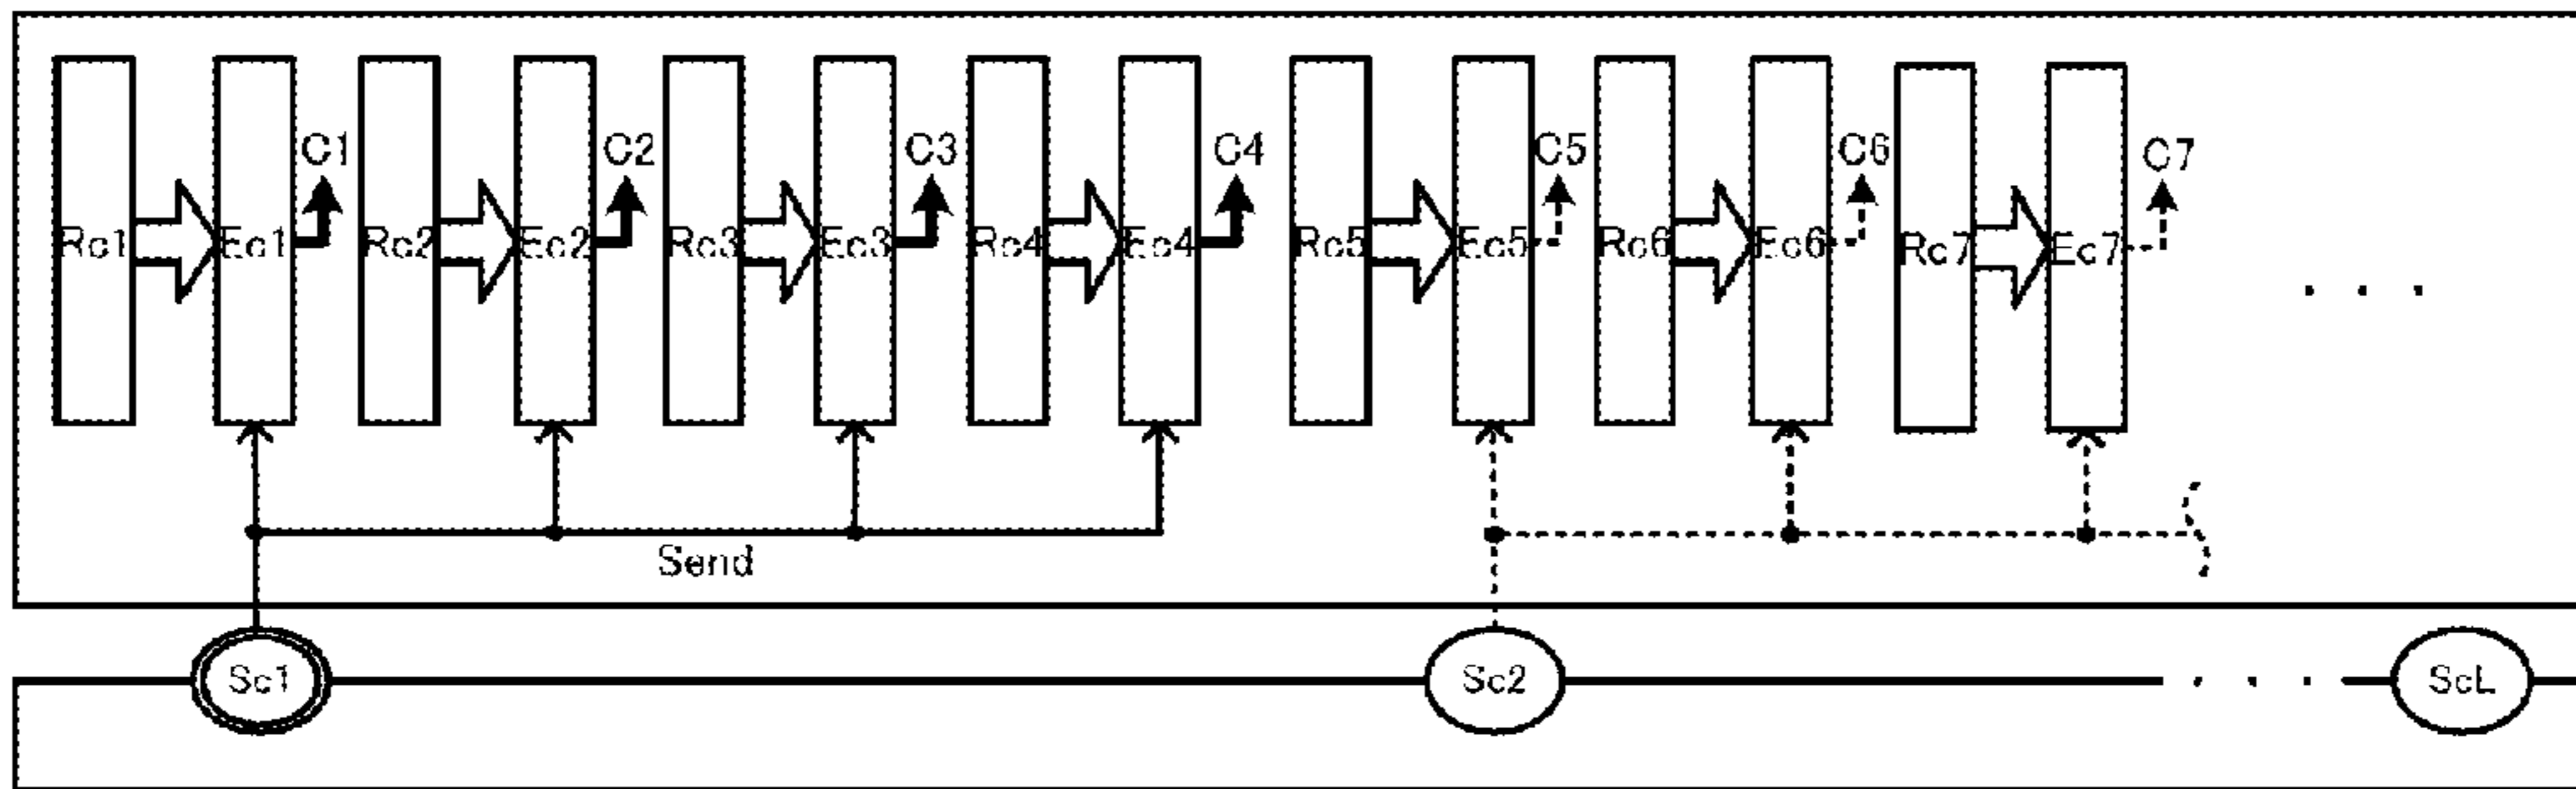 C1 C2 C3 C4 C5 C6 C7
Rc1 Ec1 Rc2 Ec2 Rc3 Ec3 Rc4 Ec4 Rc5 Ec5 Rc6 Ec6 Rc7 Ec7
. . .
Send
Sc1 Sc2 . . . ScL